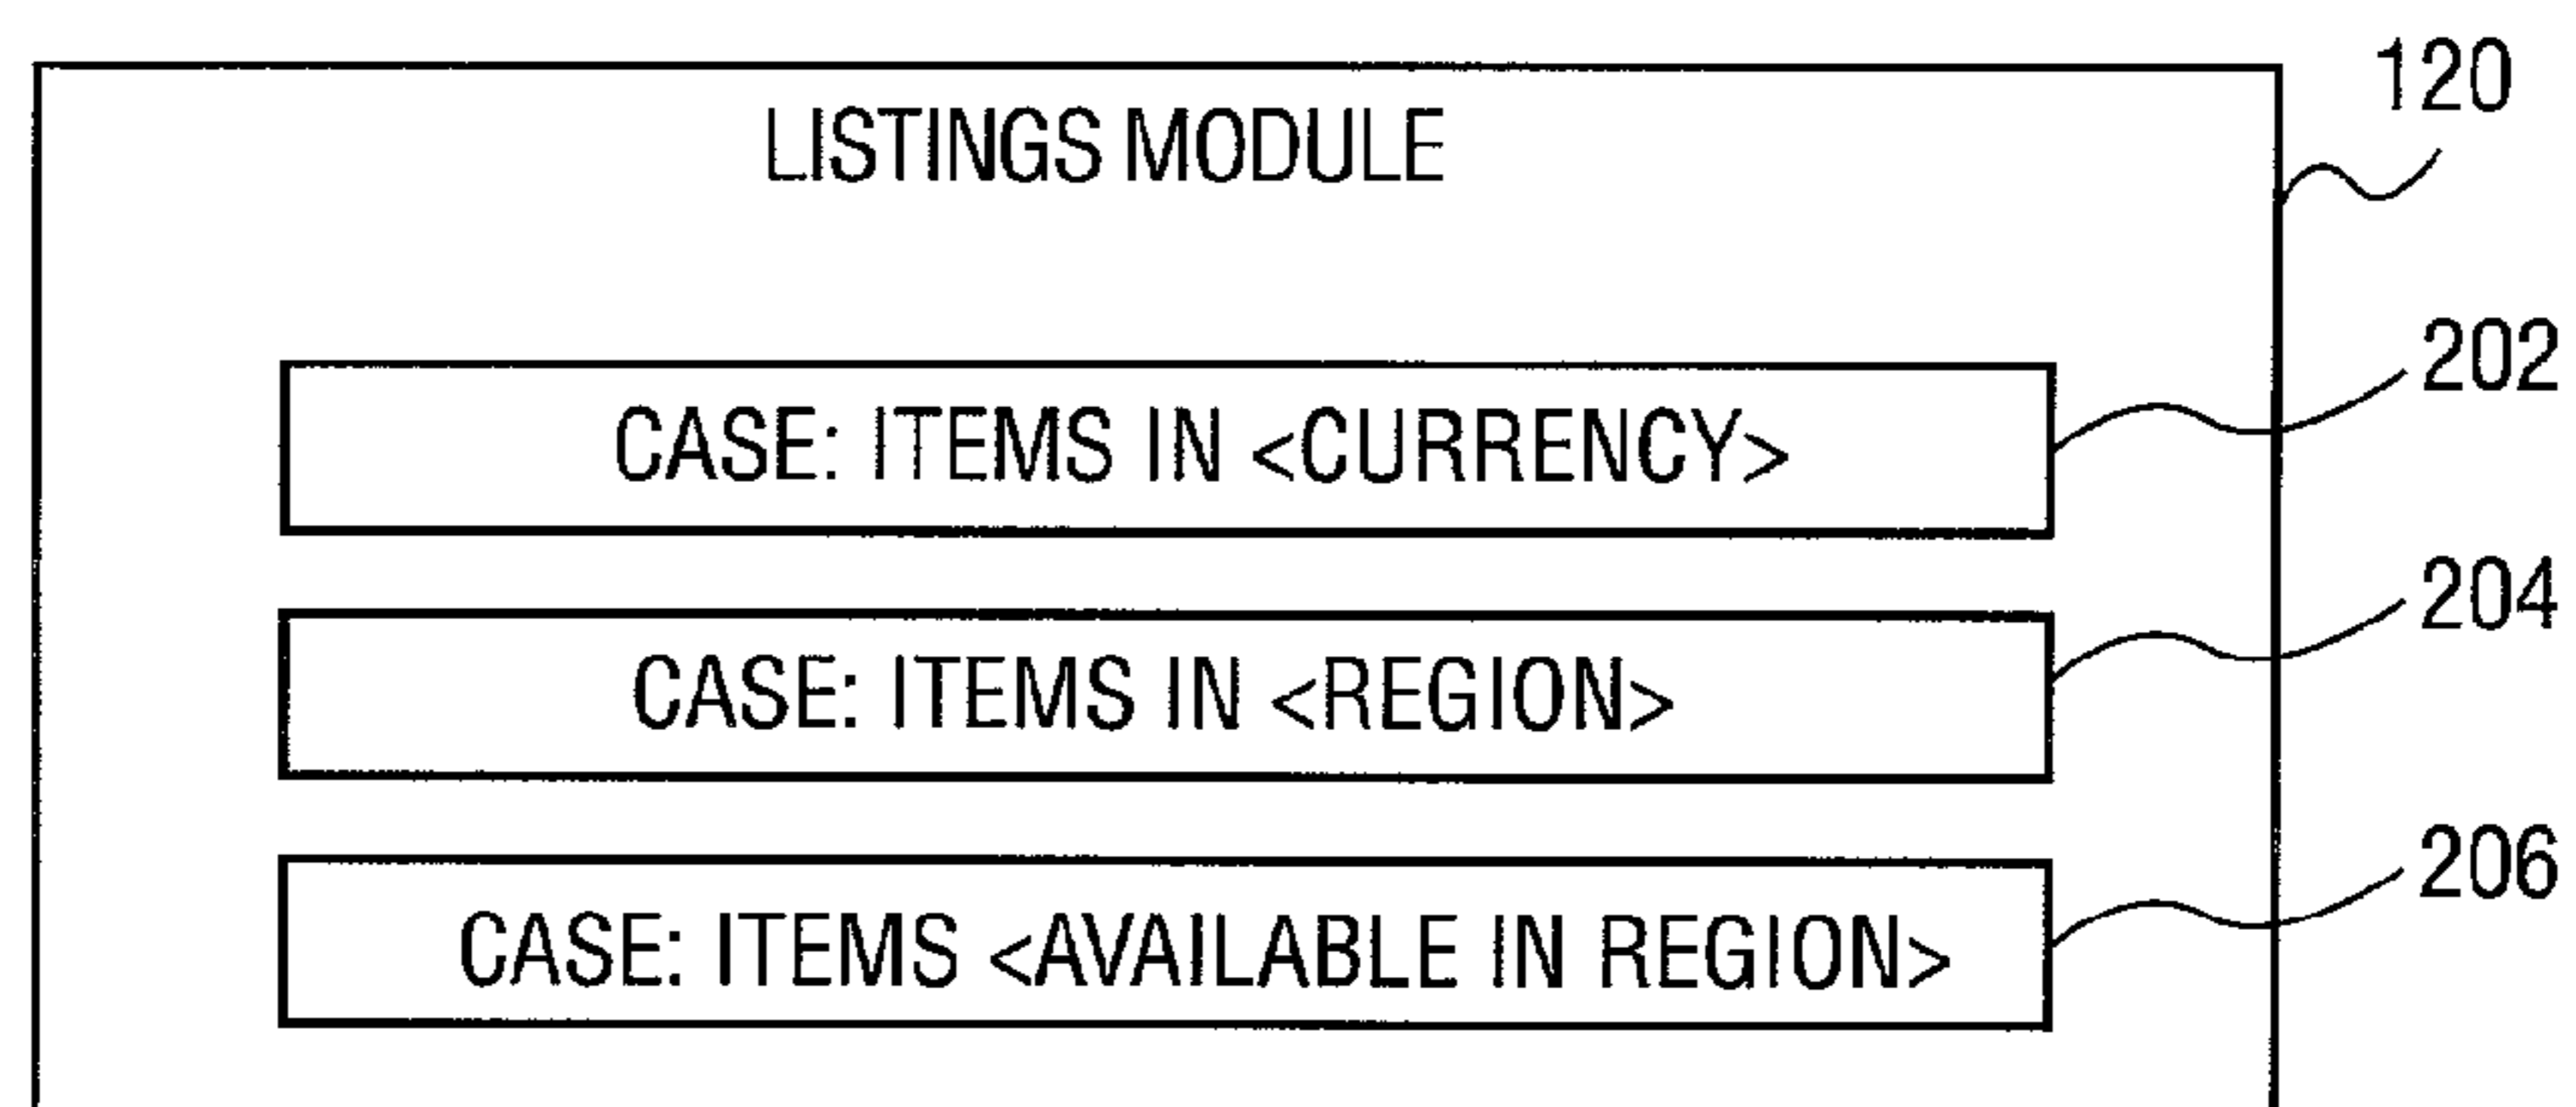 120
LISTINGS MODULE
CASE: ITEMS IN <CURRENCY>
202
CASE: ITEMS IN <REGION>
204
CASE: ITEMS <AVAILABLE IN REGION>
206